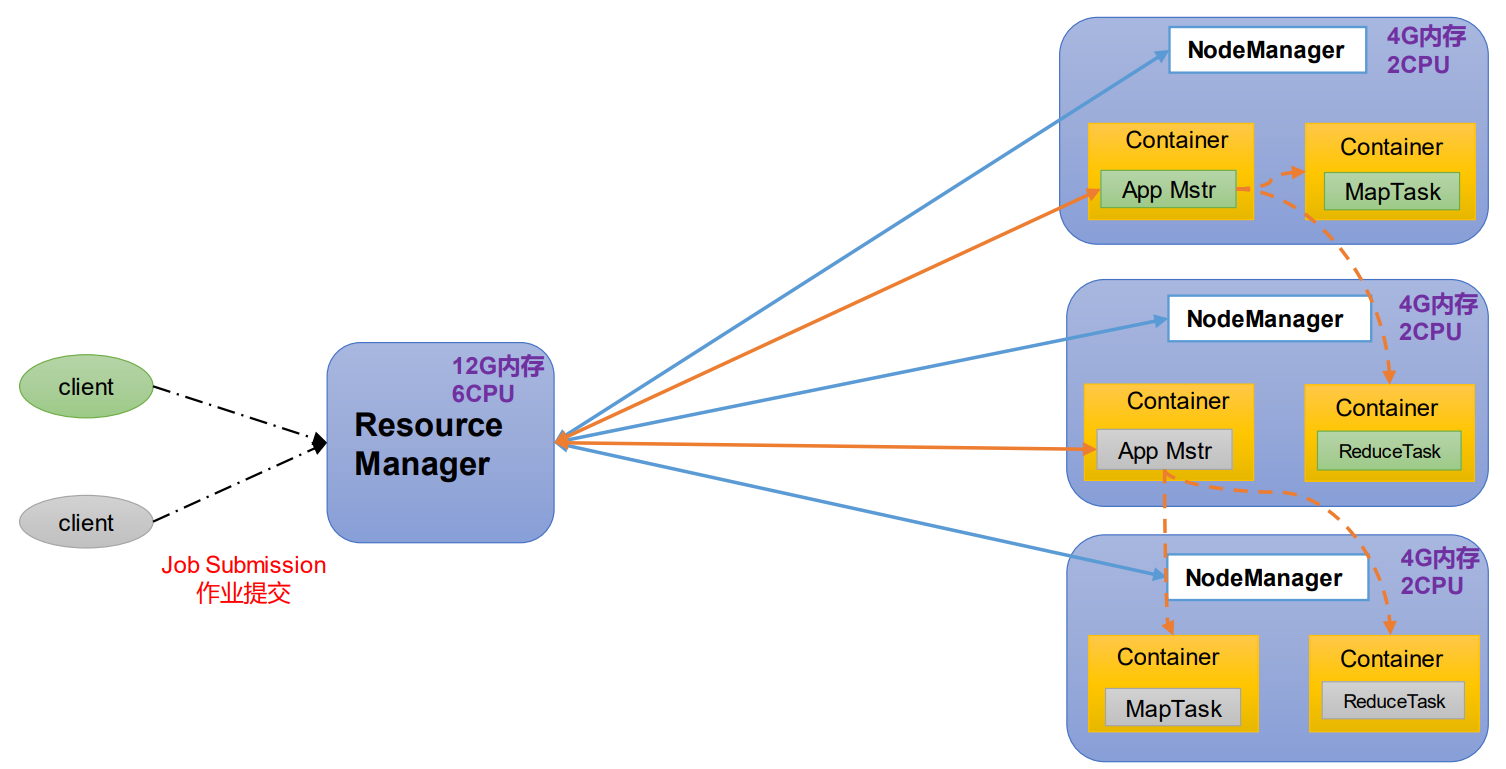 client
client
Job Submission
作业提交
12G内存
6CPU
Resource
Manager
NodeManager
4G内存
2CPU
Container
App Mstr
Container
MapTask
NodeManager
4G内存
2CPU
Container
App Mstr
Container
ReduceTask
NodeManager
4G内存
2CPU
Container
MapTask
Container
ReduceTask